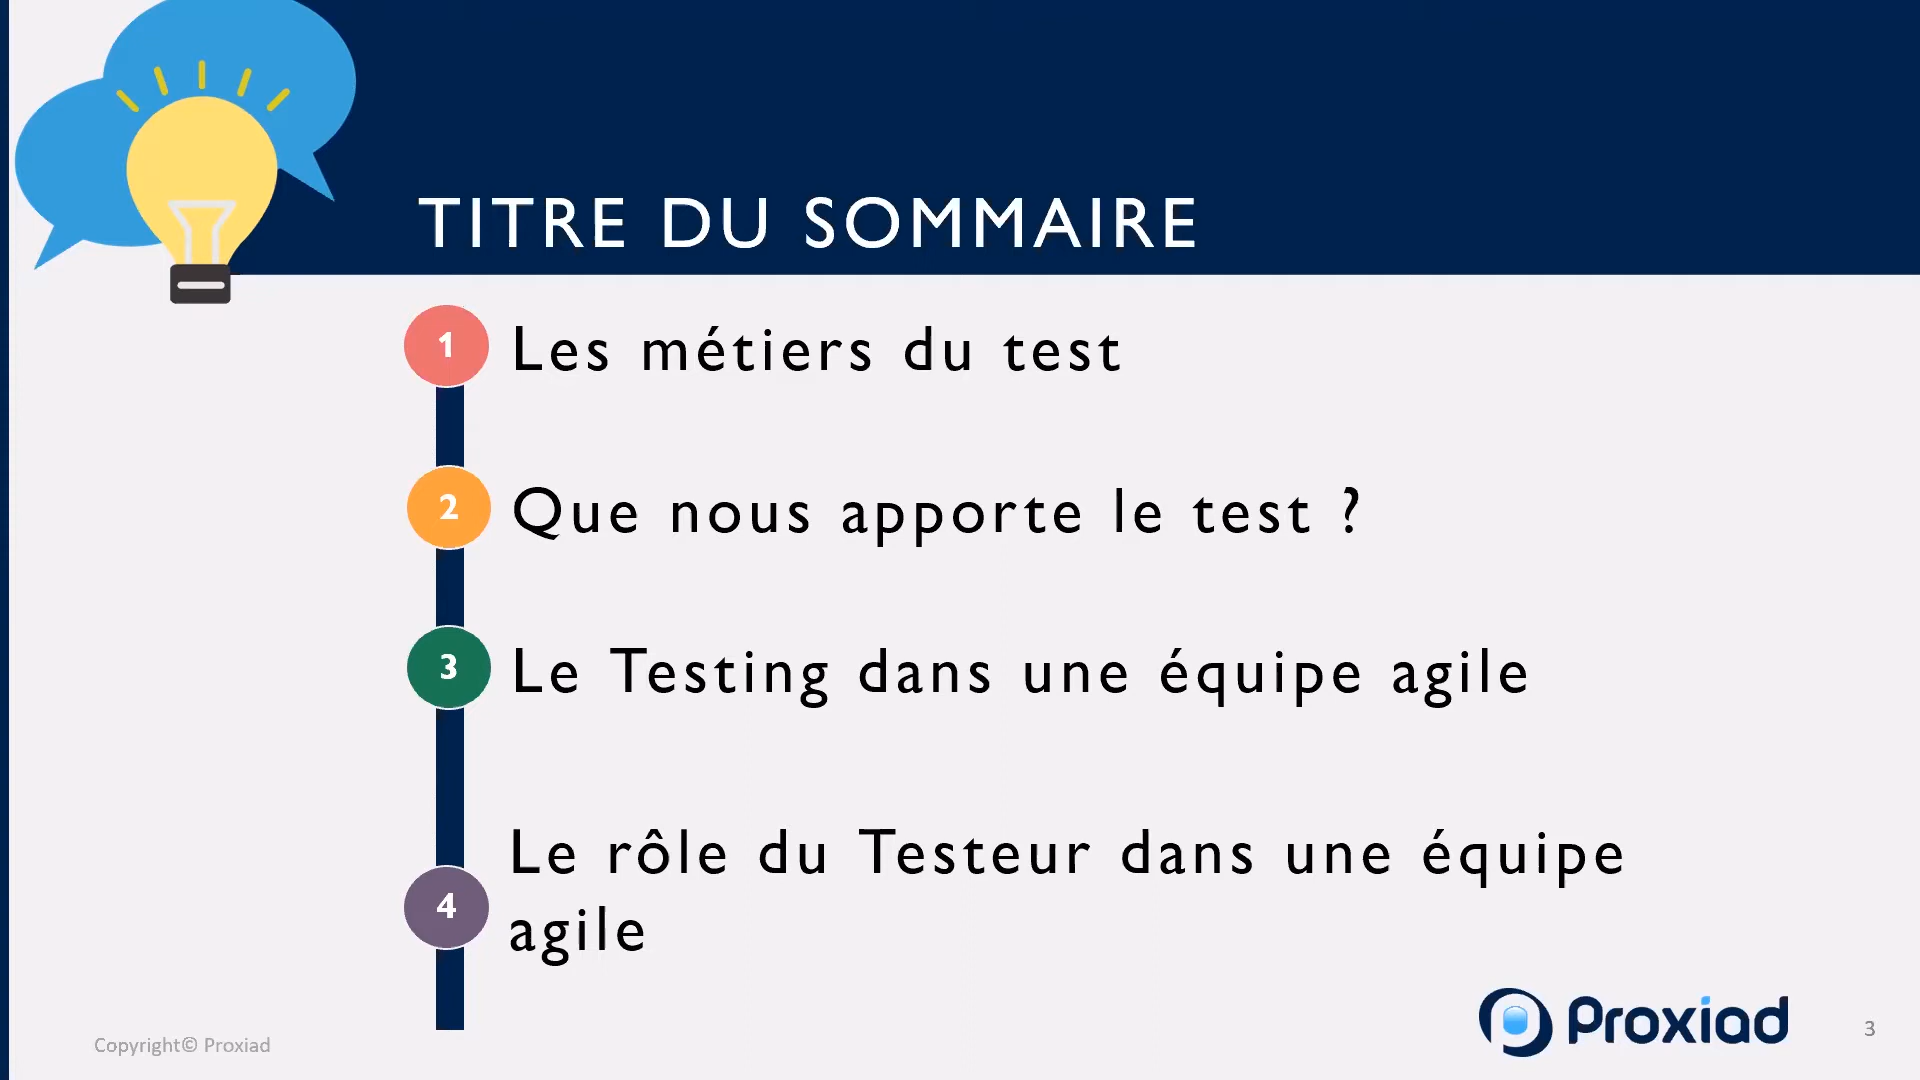 TITRE DU SOMMAIRE
1 Les métiers du test
2 Que nous apporte le test ?
3 Le Testing dans une équipe agile
4 Le rôle du Testeur dans une équipe
agile
Copyright© Proxiad
Proxiad
3